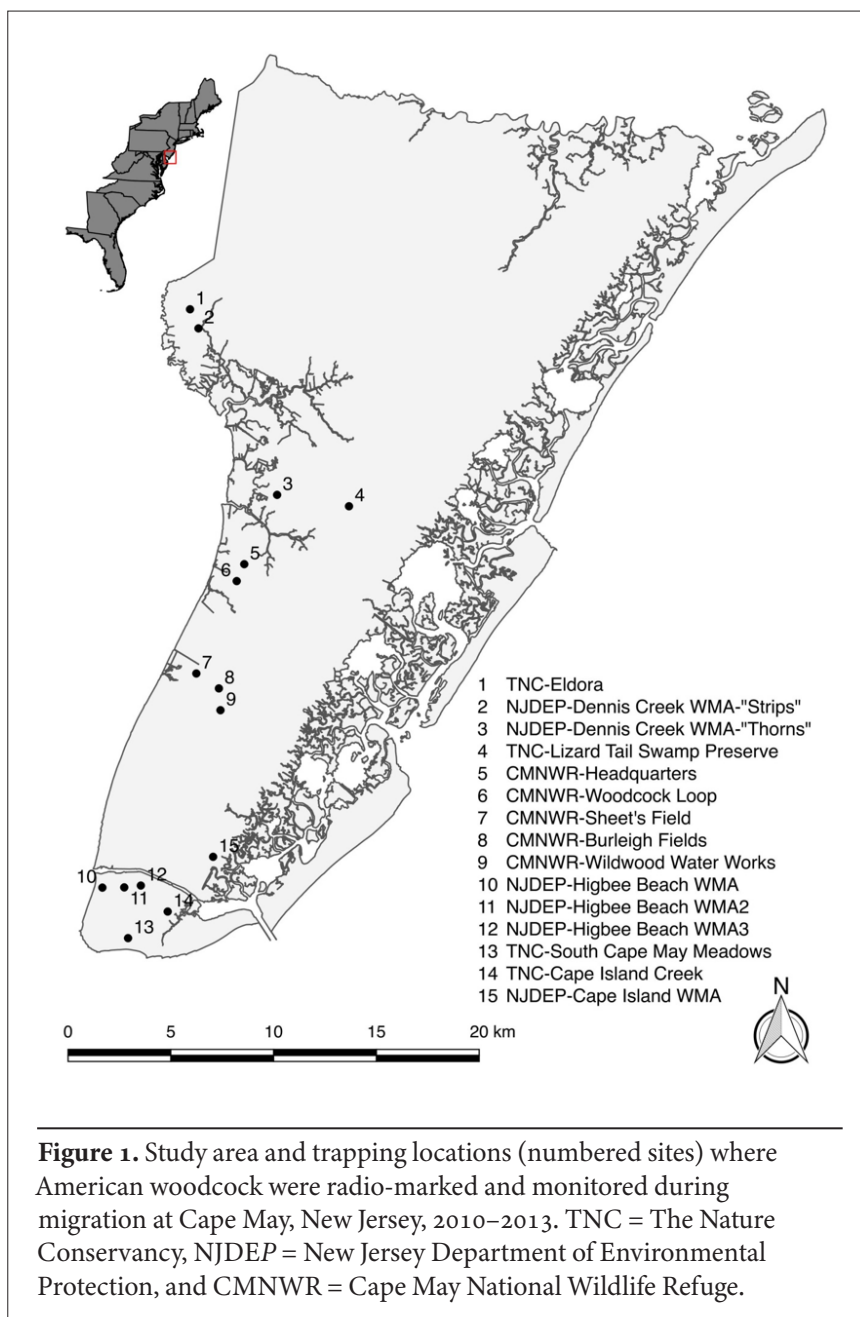 1
2
3
4
5
6
7
8
9
15
10
12
11
14
13
1 TNC-Eldora
2 NJDEP-Dennis Creek WMA-"Strips"
3 NJDEP-Dennis Creek WMA-"Thorns"
4 TNC-Lizard Tail Swamp Preserve
5 CMNWR-Headquarters
6 CMNWR-Woodcock Loop
7 CMNWR-Sheet's Field
8 CMNWR-Burleigh Fields
9 CMNWR-Wildwood Water Works
10 NJDEP-Higbee Beach WMA
11 NJDEP-Higbee Beach WMA2
12 NJDEP-Higbee Beach WMA3
13 TNC-South Cape May Meadows
14 TNC-Cape Island Creek
15 NJDEP-Cape Island WMA
N
0 5 10 15 20 km
Figure 1. Study area and trapping locations (numbered sites) where
American woodcock were radio-marked and monitored during
migration at Cape May, New Jersey, 2010–2013. TNC = The Nature
Conservancy, NJDEP = New Jersey Department of Environmental
Protection, and CMNWR = Cape May National Wildlife Refuge.